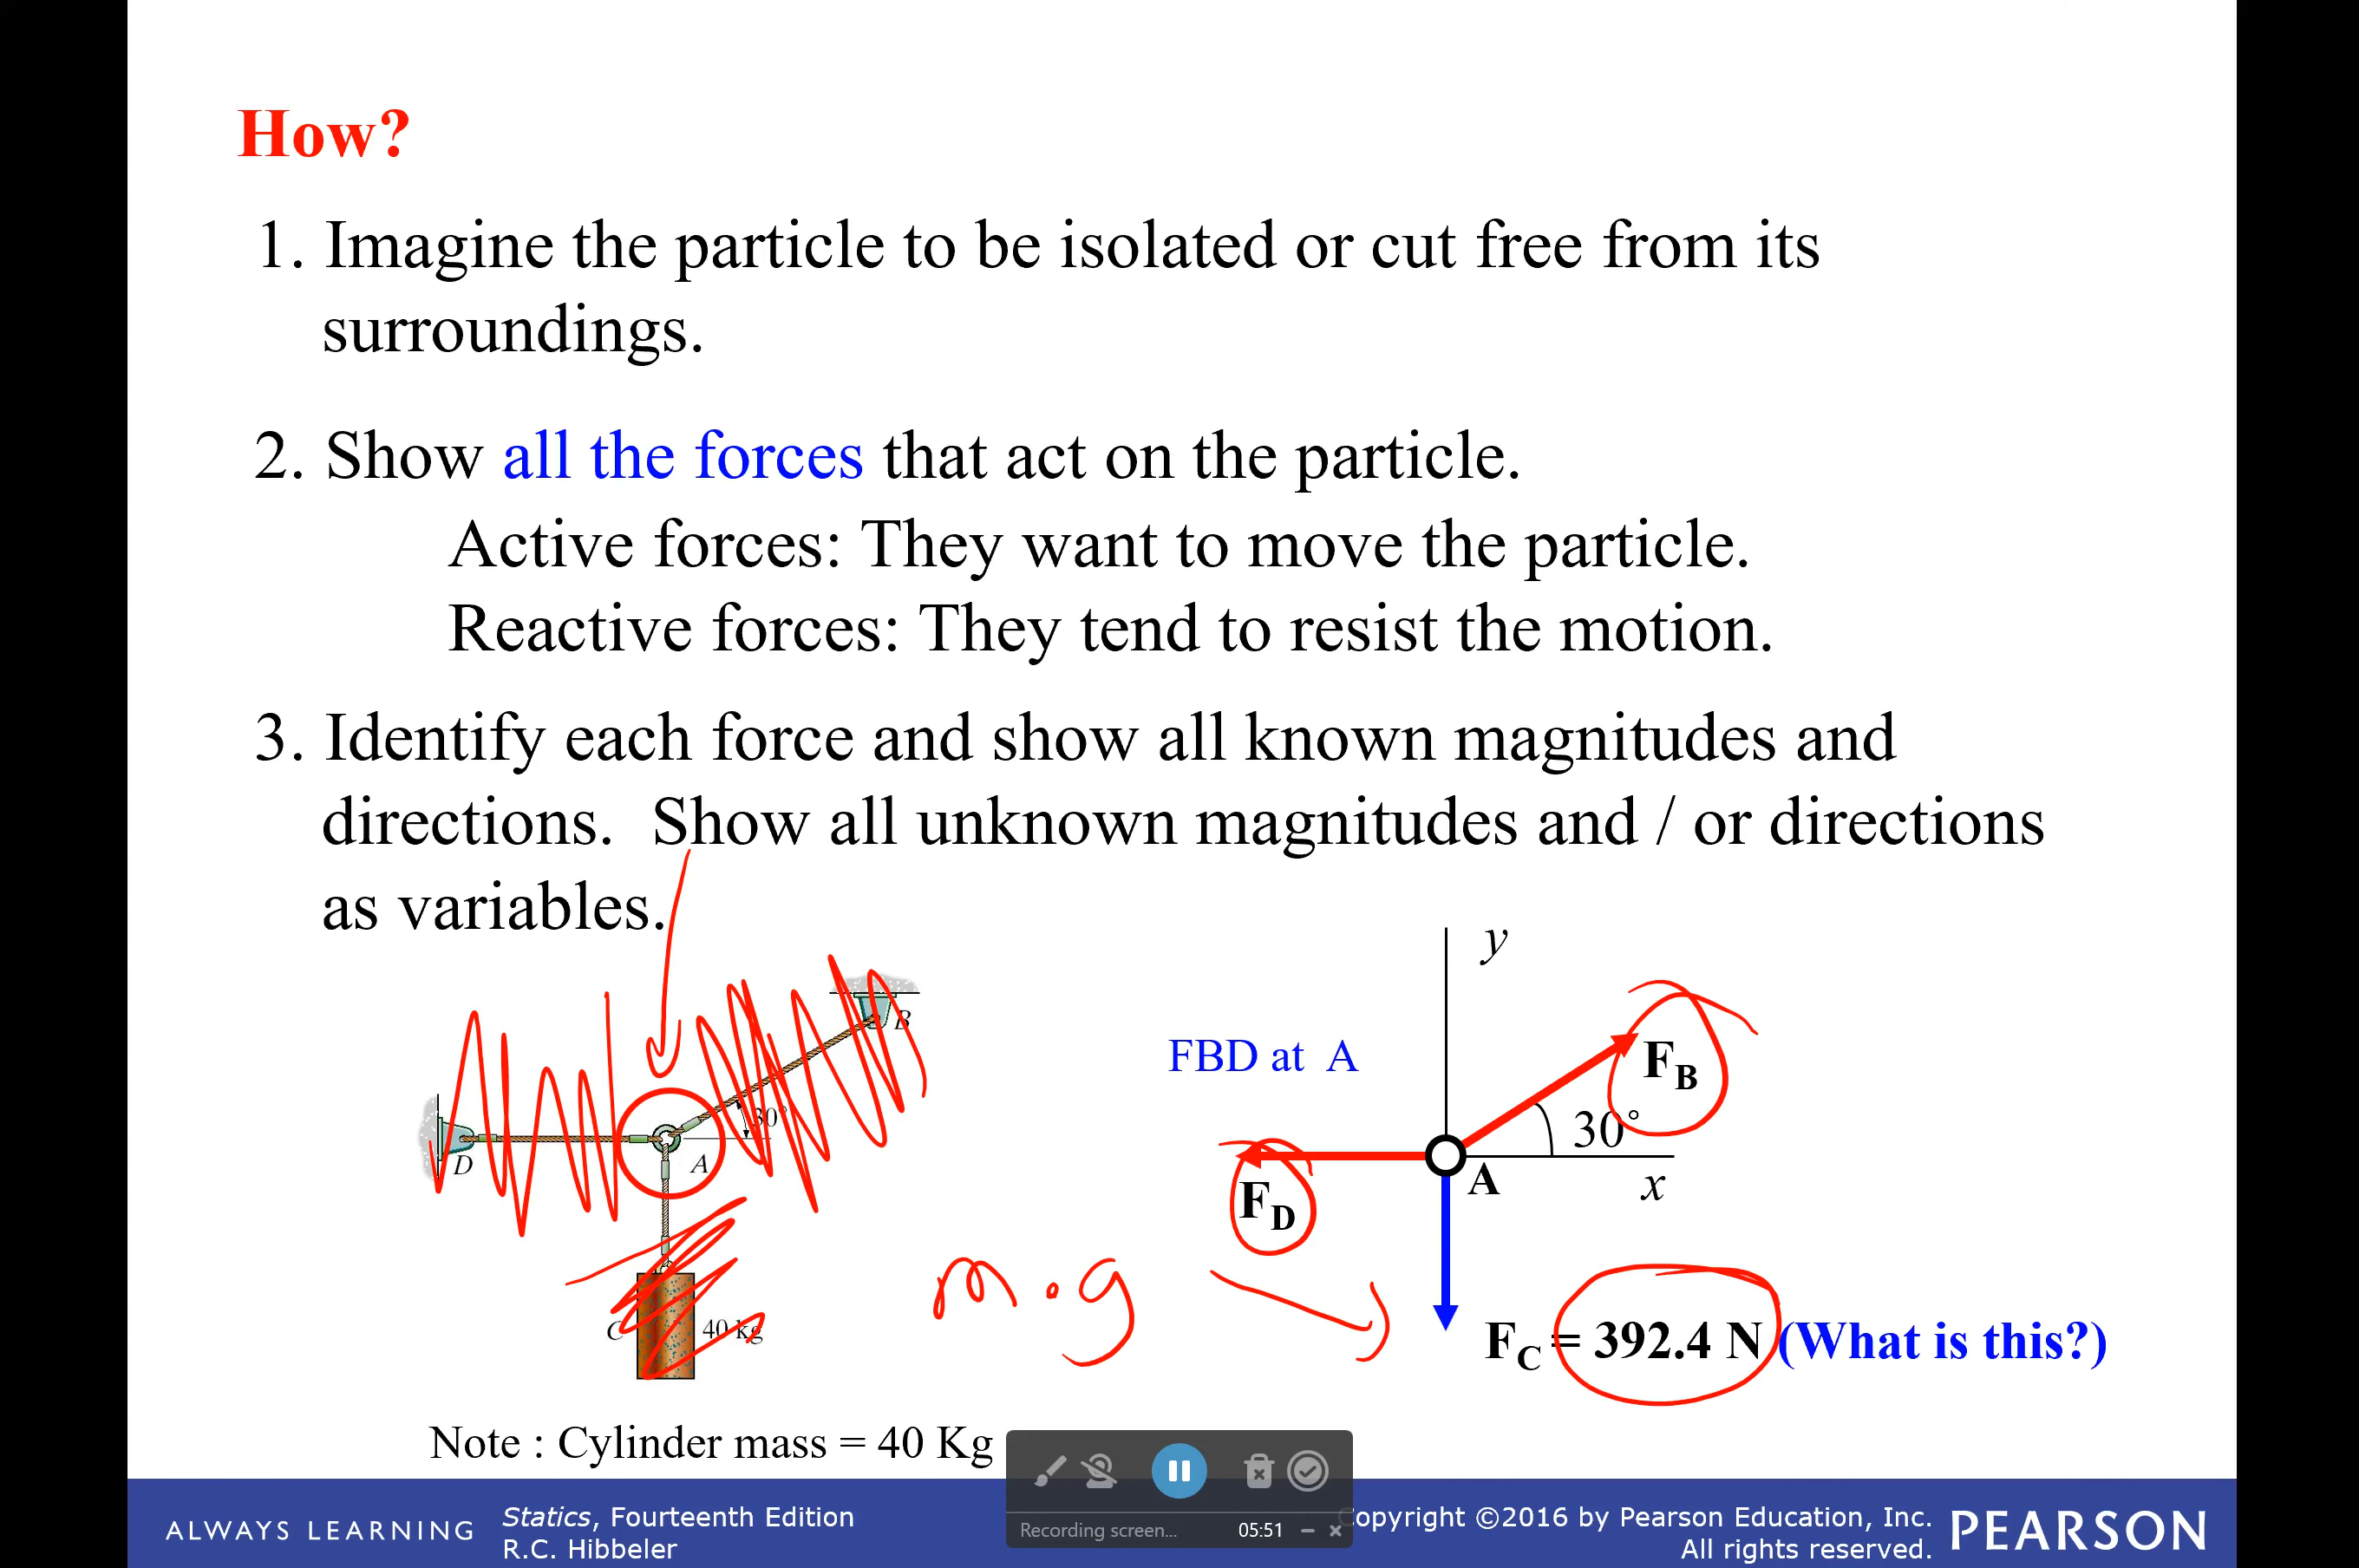 How?
1. Imagine the particle to be isolated or cut free from its
surroundings.
2. Show all the forces that act on the particle.
Active forces: They want to move the particle.
Reactive forces: They tend to resist the motion.
3. Identify each force and show all known magnitudes and
directions. Show all unknown magnitudes and / or directions
as variables.
B
30°
D
A
C
40 kg
m.g
Note : Cylinder mass = 40 Kg
y
FBD at A
FB
30°
FD
A
x
FC = 392.4 N (What is this?)
Recording screen... 05:51
ALWAYS LEARNING
Statics, Fourteenth Edition
R.C. Hibbeler
Copyright ©2016 by Pearson Education, Inc.
All rights reserved.
PEARSON